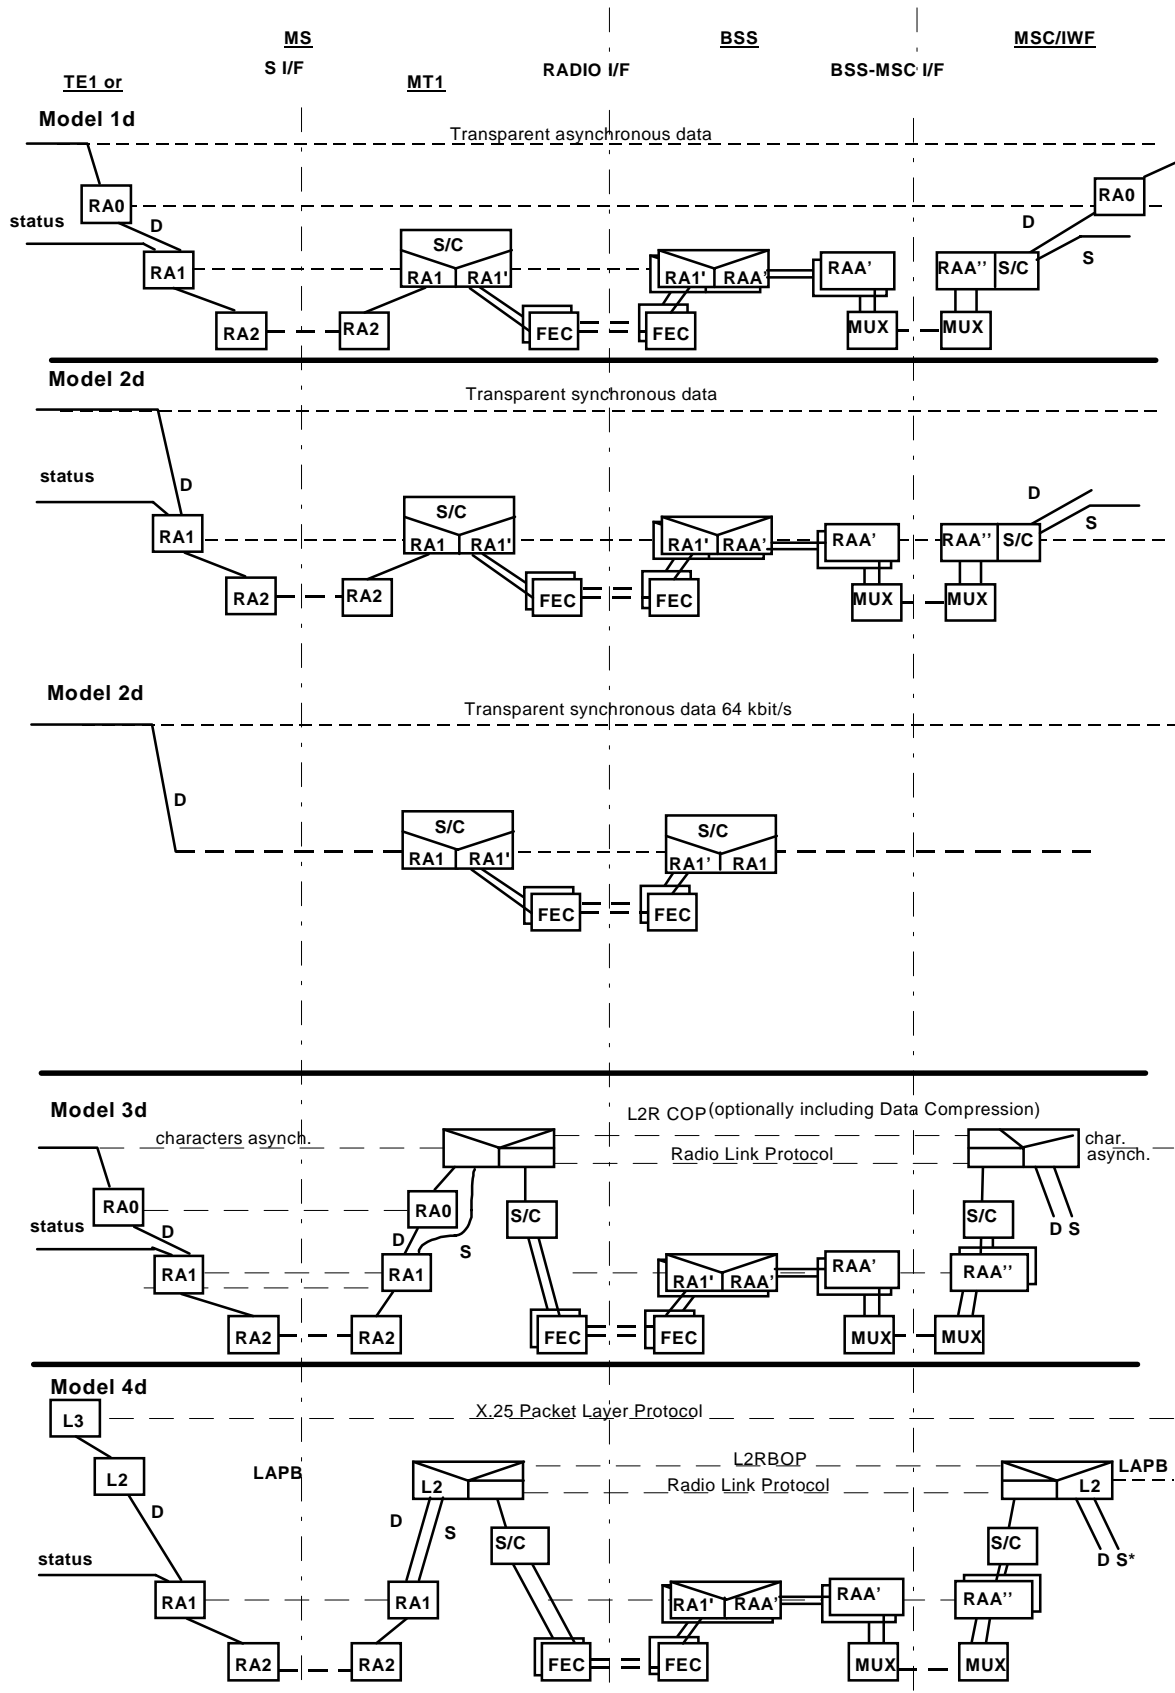 MS
BSS
MSC/IWF
S I/F
RADIO I/F
BSS-MSC I/F
TE1 or
MT1
Model 1d
Transparent asynchronous data
RA0
RA0
status
D
D
S/C
S
RA1
RA1
RA1'
RA1'
RAA'
RAA'
RAA''
S/C
RA2
RA2
FEC
FEC
MUX
MUX
Model 2d
Transparent synchronous data
status
D
D
S
S/C
RA1
RA1
RA1'
RA1'
RAA'
RAA'
RAA''
S/C
RA2
RA2
FEC
FEC
MUX
MUX
Model 2d
Transparent synchronous data 64 kbit/s
D
S/C
S/C
RA1
RA1'
RA1'
RA1
FEC
FEC
Model 3d
L2R COP (optionally including Data Compression)
characters asynch.
Radio Link Protocol
char.
asynch.
RA0
RA0
S/C
S/C
status
D
D
S
D S
RA1
RA1
RA1'
RAA'
RAA'
RAA''
RA2
RA2
FEC
FEC
MUX
MUX
Model 4d
L3
X.25 Packet Layer Protocol
L2
LAPB
L2RBOP
LAPB
L2
Radio Link Protocol
L2
D
D
S
S/C
S/C
status
D S*
RA1
RA1
RA1'
RAA'
RAA'
RAA''
RA2
RA2
FEC
FEC
MUX
MUX